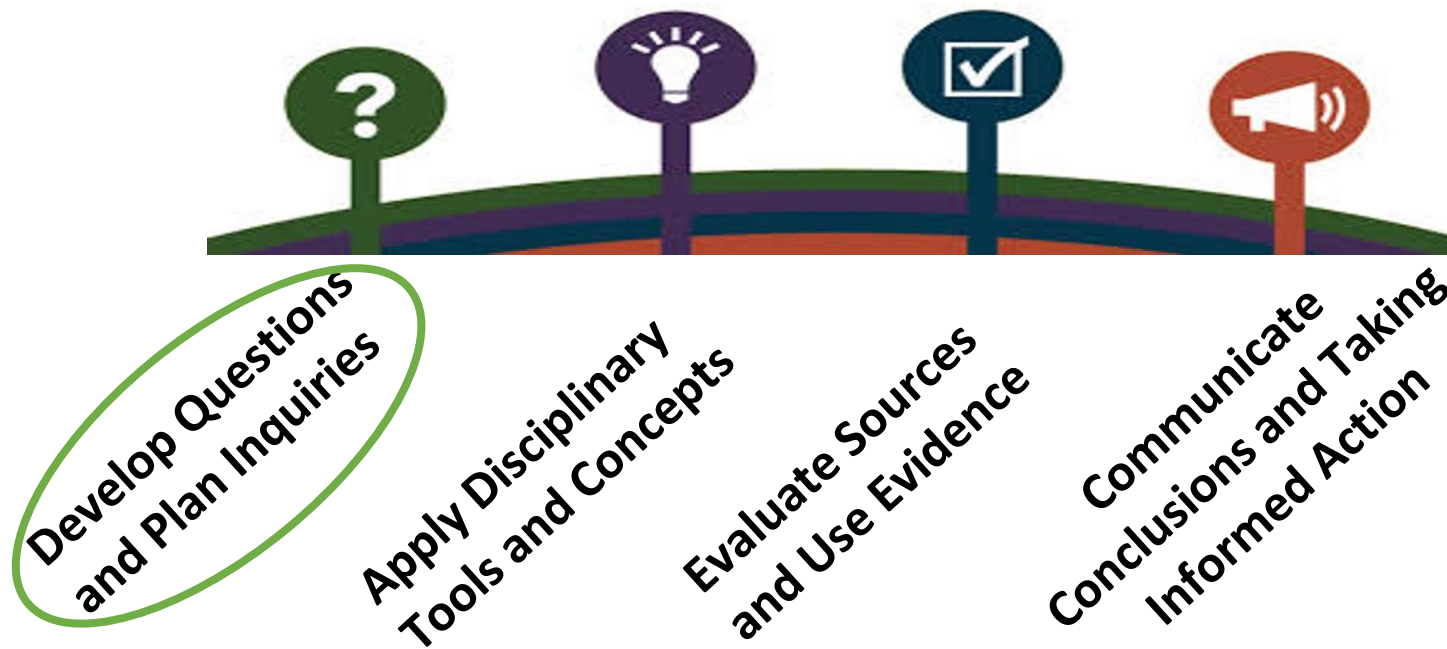 Develop Questions
and Plan Inquiries
Apply Disciplinary
Tools and Concepts
Evaluate Sources
and Use Evidence
Communicate
Conclusions and Taking
Informed Action